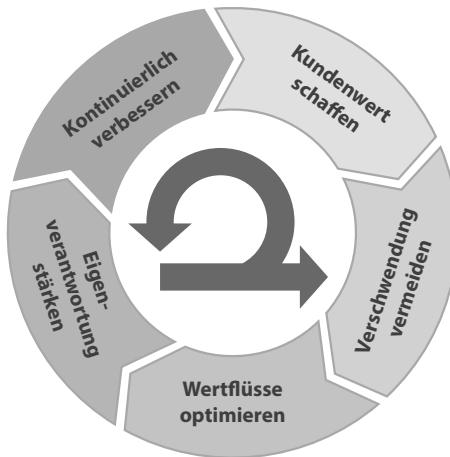 Kundenwert
schaffen
Verschwendung
vermeiden
Wertflüsse
optimieren
Eigen-
verantwortung
stärken
Kontinuierlich
verbessern